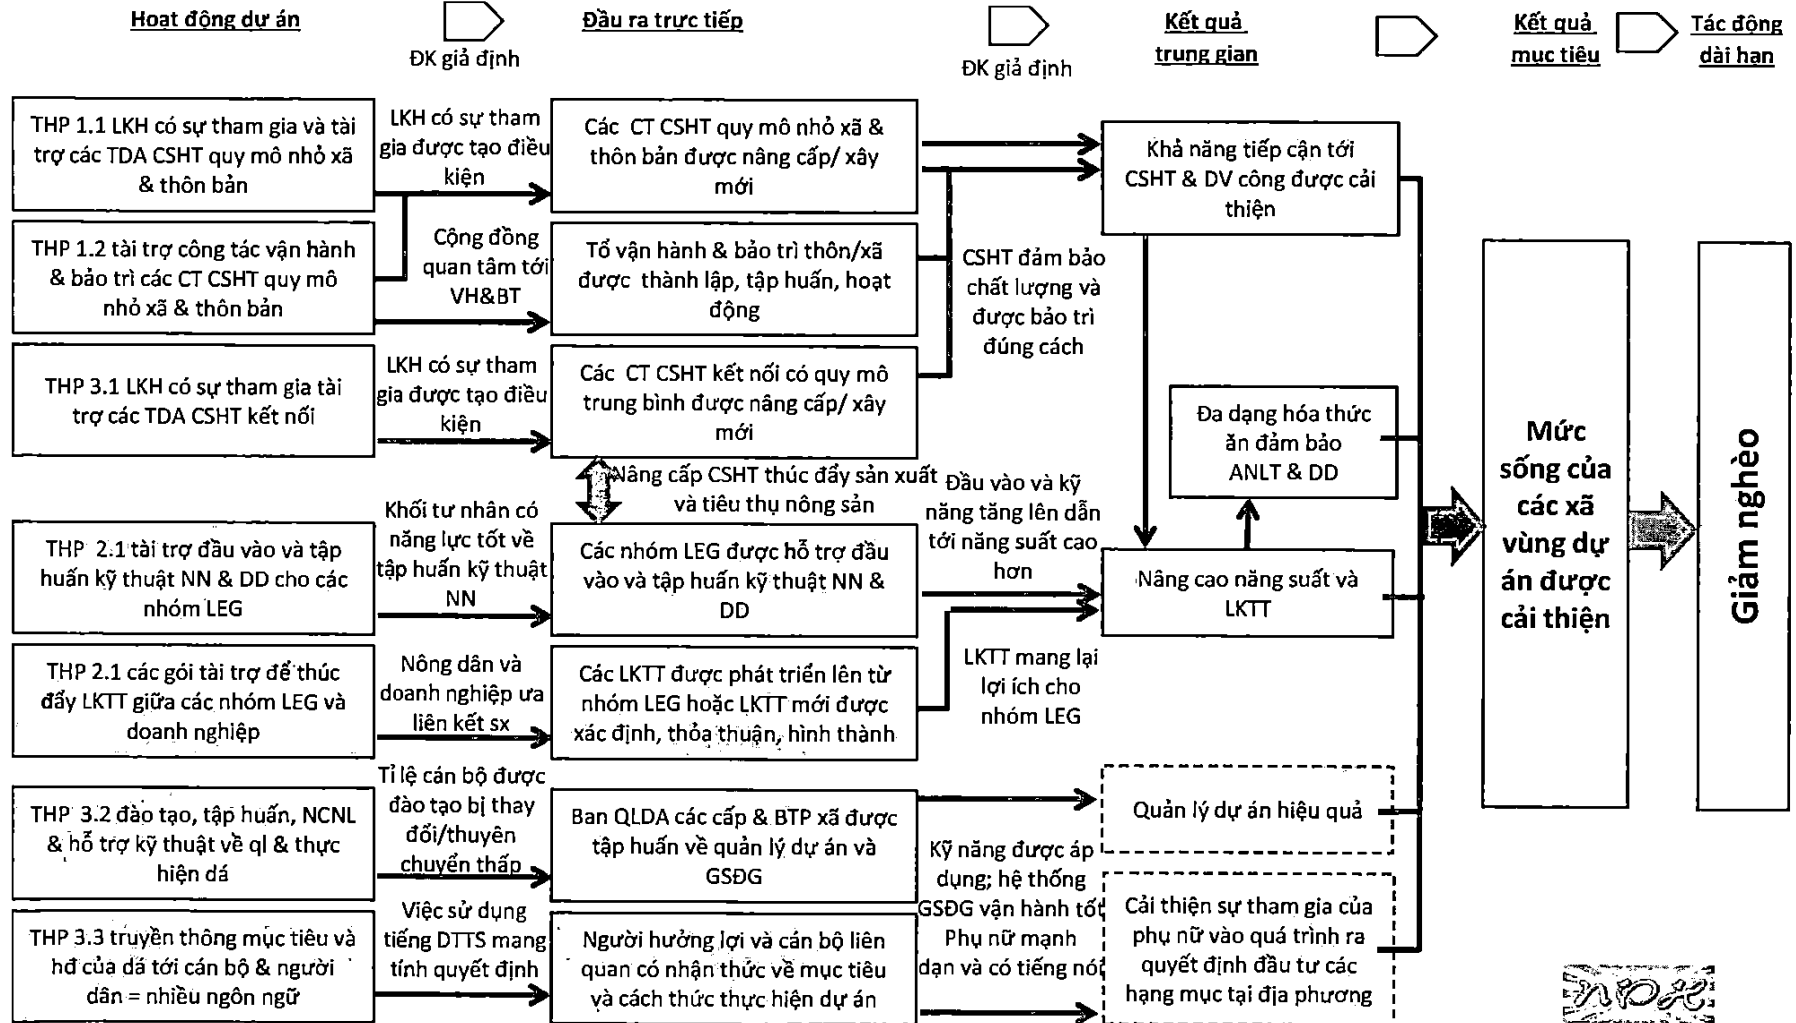 Hoạt động dự án
ĐK giả định
Đầu ra trực tiếp
ĐK giả định
Kết quả
trung gian
Kết quả
mục tiêu
Tác động
dài hạn
THP 1.1 LKH có sự tham gia và tài
trợ các TDA CSHT quy mô nhỏ xã
& thôn bản
LKH có sự tham
gia được tạo điều
kiện
Các CT CSHT quy mô nhỏ xã &
thôn bản được nâng cấp/ xây
mới
Khả năng tiếp cận tới
CSHT & DV công được cải
thiện
THP 1.2 tài trợ công tác vận hành
& bảo trì các CT CSHT quy mô
nhỏ xã & thôn bản
Cộng đồng
quan tâm tới
VH&BT
Tổ vận hành & bảo trì thôn/xã
được thành lập, tập huấn, hoạt
động
CSHT đảm bảo
chất lượng và
được bảo trì
đúng cách
THP 3.1 LKH có sự tham gia tài
trợ các TDA CSHT kết nối
LKH có sự tham
gia được tạo điều
kiện
Các CT CSHT kết nối có quy mô
trung bình được nâng cấp/ xây
mới
Đa dạng hóa thức
ăn đảm bảo
ANLT & DD
Mức
sống của
các xã
vùng dự
án được
cải thiện
Giảm nghèo
Nâng cấp CSHT thúc đẩy sản xuất
và tiêu thụ nông sản
Đầu vào và kỹ
năng tăng lên dẫn
tới năng suất cao
hơn
THP 2.1 tài trợ đầu vào và tập
huấn kỹ thuật NN & DD cho các
nhóm LEG
Khối tư nhân có
năng lực tốt về
tập huấn kỹ thuật
NN
Các nhóm LEG được hỗ trợ đầu
vào và tập huấn kỹ thuật NN &
DD
Nâng cao năng suất và
LKTT
THP 2.1 các gói tài trợ để thúc
đẩy LKTT giữa các nhóm LEG và
doanh nghiệp
Nông dân và
doanh nghiệp ưa
liên kết sx
Các LKTT được phát triển lên từ
nhóm LEG hoặc LKTT mới được
xác định, thỏa thuận, hình thành
LKTT mang lại
lợi ích cho
nhóm LEG
THP 3.2 đào tạo, tập huấn, NCNL
& hỗ trợ kỹ thuật về ql & thực
hiện dá
Tỉ lệ cán bộ được
đào tạo bị thay
đổi/thuyên
chuyển thấp
Ban QLDA các cấp & BTP xã được
tập huấn về quản lý dự án và
GSĐG
Quản lý dự án hiệu quả
Kỹ năng được áp
dụng; hệ thống
GSĐG vận hành tốt
Phụ nữ mạnh
dạn và có tiếng nói
THP 3.3 truyền thông mục tiêu và
hđ của dá tới cán bộ & người
dân = nhiều ngôn ngữ
Việc sử dụng
tiếng DTTS mang
tính quyết định
Người hưởng lợi và cán bộ liên
quan có nhận thức về mục tiêu
và cách thức thực hiện dự án
Cải thiện sự tham gia của
phụ nữ vào quá trình ra
quyết định đầu tư các
hạng mục tại địa phương